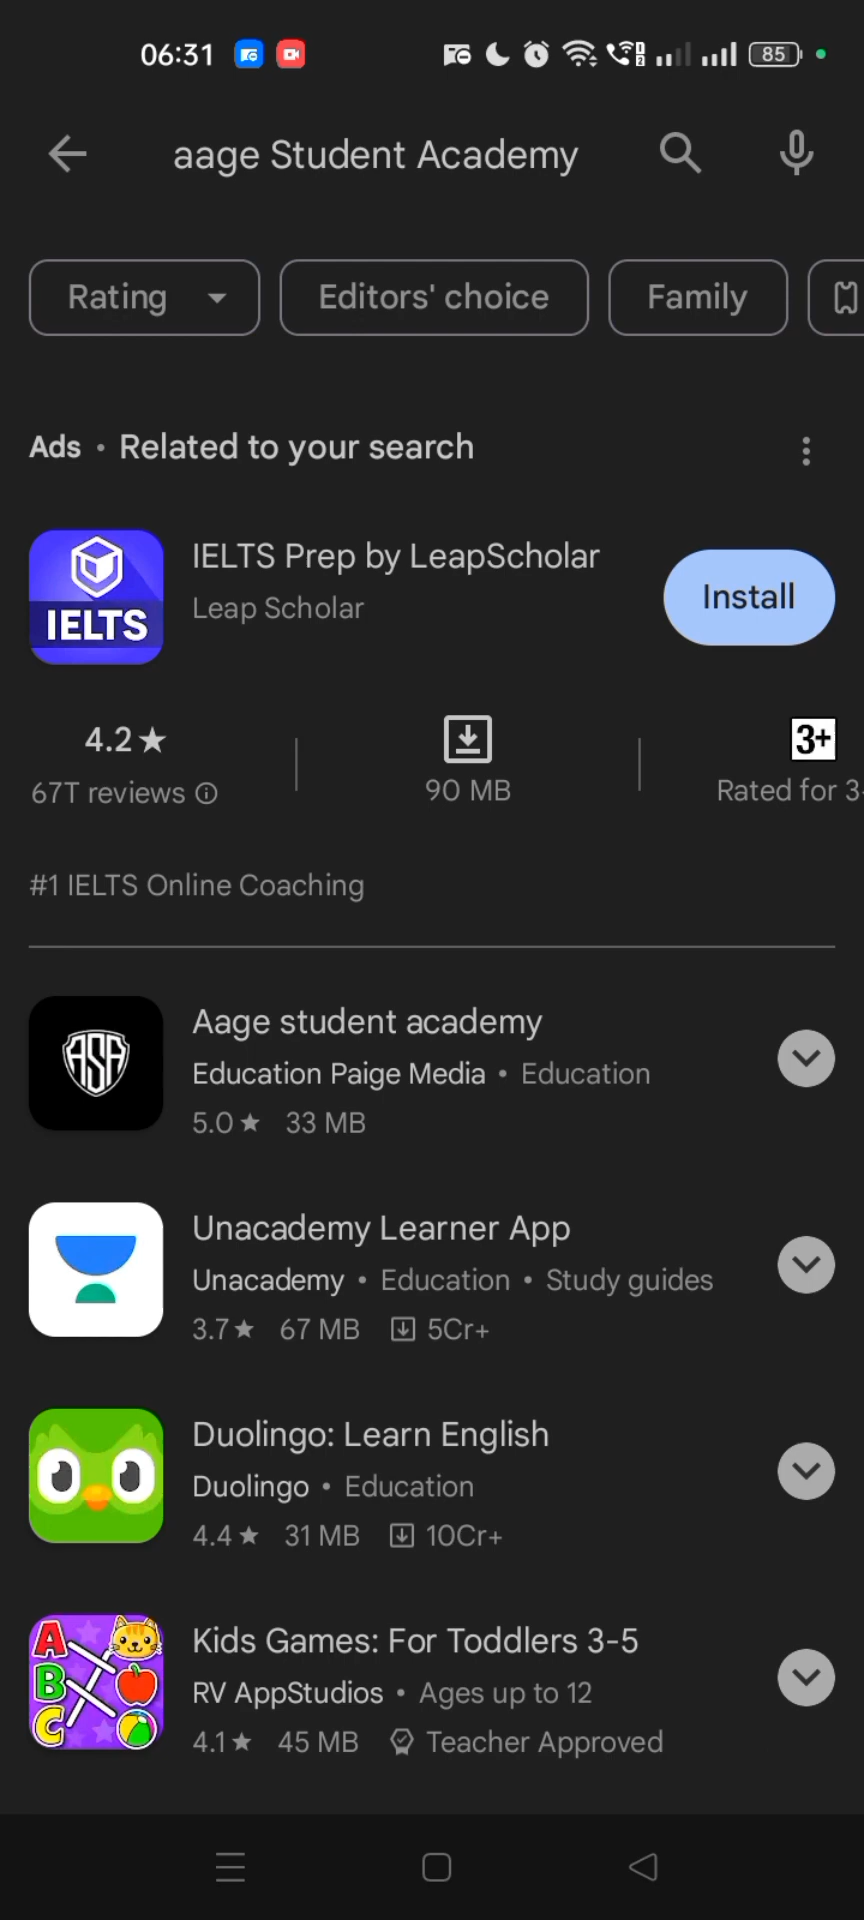 06:31
85
aage Student Academy
Rating
Editors' choice
Family
Ads • Related to your search
IELTS Prep by LeapScholar
Leap Scholar
Install
IELTS
4.2★
3+
67T reviews
90 MB
Rated for 3
#1 IELTS Online Coaching
Aage student academy
ASA
Education Paige Media • Education
5.0★ 33 MB
Unacademy Learner App
Unacademy • Education • Study guides
3.7★ 67 MB 5Cr+
Duolingo: Learn English
Duolingo • Education
4.4★ 31 MB 10Cr+
Kids Games: For Toddlers 3-5
A
B
C
RV AppStudios • Ages up to 12
4.1★ 45 MB Teacher Approved